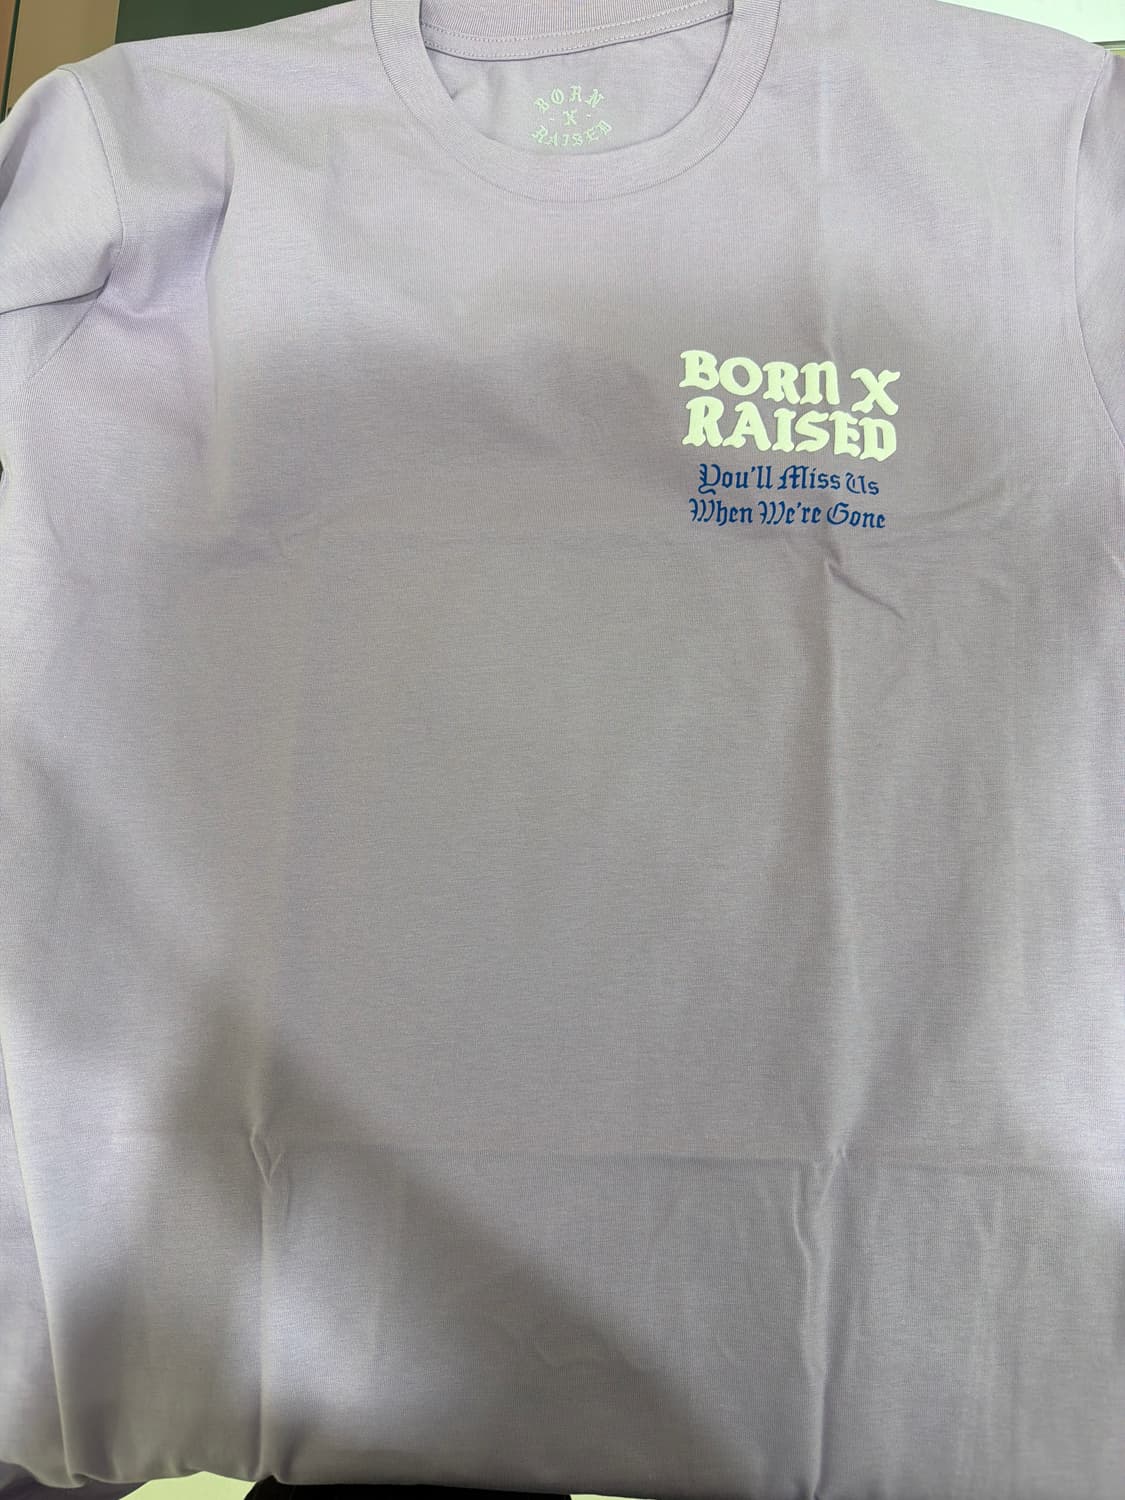 BORN
- X -
RAISED
BORN X
RAISED
You'll Miss Us
When We're Gone